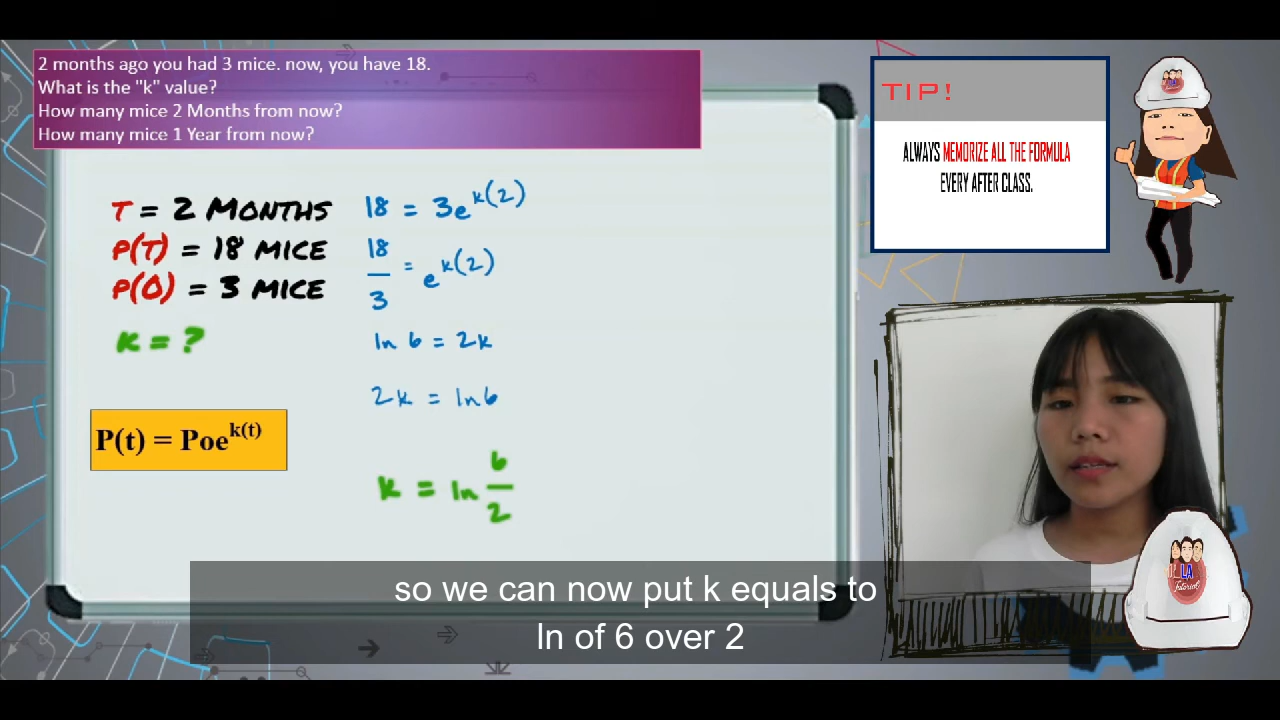 2 months ago you had 3 mice. now, you have 18.
What is the "k" value?
How many mice 2 Months from now?
How many mice 1 Year from now?
TIP!
ALWAYS MEMORIZE ALL THE FORMULA
EVERY AFTER CLASS.
T = 2 MONTHS
P(T) = 18 MICE
P(0) = 3 MICE
K = ?
P(t) = Poe^k(t)
18 = 3e^k(2)
18/3 = e^k(2)
ln 6 = 2k
2k = ln6
k = ln 6/2
so we can now put k equals to
ln of 6 over 2
LA
Tutorial